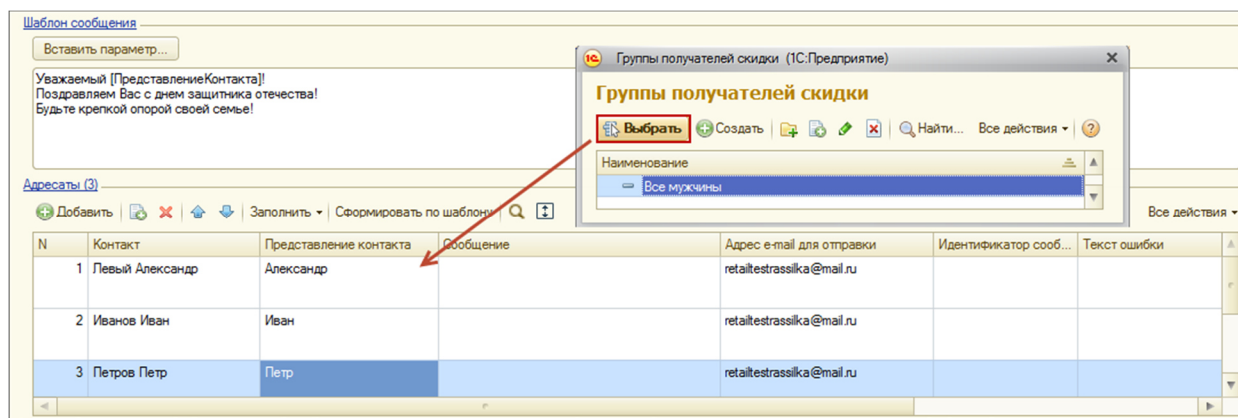 Шаблон сообщения
Вставить параметр...
Уважаемый [ПредставлениеКонтакта]!
Поздравляем Вас с днем защитника отечества!
Будьте крепкой опорой своей семье!
Группы получателей скидки (1С:Предприятие)
Группы получателей скидки
Выбрать Создать Найти... Все действия
Наименование
Все мужчины
Адресаты (3)
Добавить Заполнить Сформировать по шаблону Все действия
N Контакт Представление контакта Сообщение Адрес e-mail для отправки Идентификатор сооб... Текст ошибки
1 Левый Александр Александр retailtestrassilka@mail.ru
2 Иванов Иван Иван retailtestrassilka@mail.ru
3 Петров Петр Петр retailtestrassilka@mail.ru